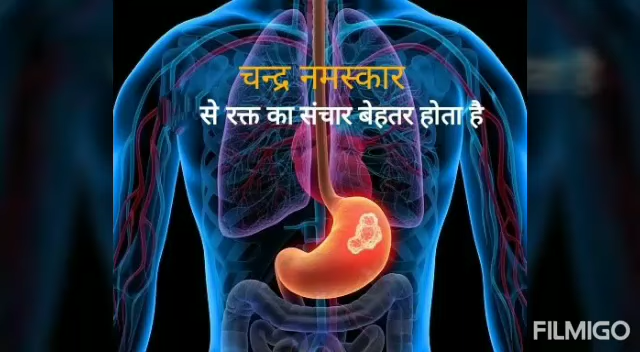 चन्द्र नमस्कार
से रक्त का संचार बेहतर होता है
FILMIGO